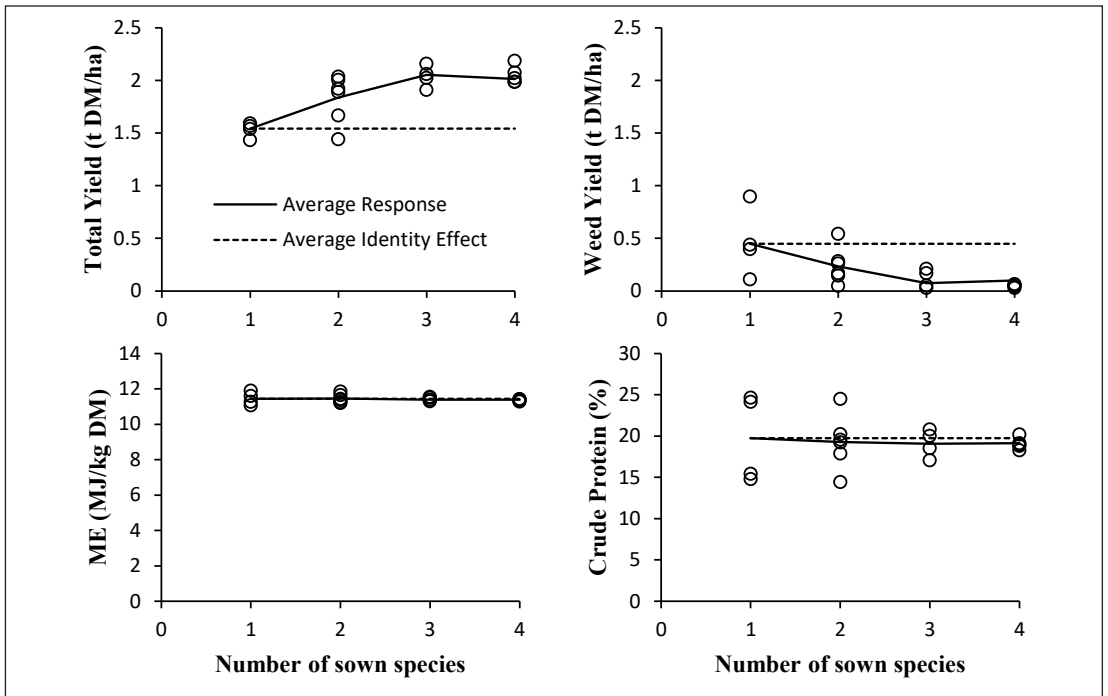 Total Yield (t DM/ha)
2.5
2
1.5
1
0.5
0
Average Response
Average Identity Effect
0 1 2 3 4
Weed Yield (t DM/ha)
2.5
2
1.5
1
0.5
0
0 1 2 3 4
ME (MJ/kg DM)
14
12
10
8
6
4
2
0
0 1 2 3 4
Number of sown species
Crude Protein (%)
30
25
20
15
10
5
0
0 1 2 3 4
Number of sown species